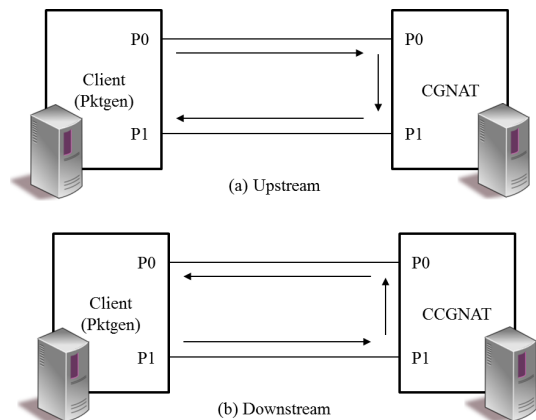 P0
P0
Client
(Pktgen)
CGNAT
P1
P1
(a) Upstream
P0
P0
Client
(Pktgen)
CCGNAT
P1
P1
(b) Downstream